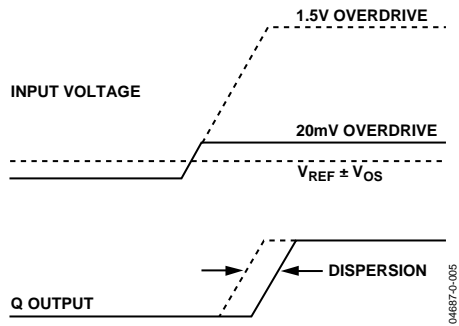 1.5V OVERDRIVE
INPUT VOLTAGE
20mV OVERDRIVE
VREF ± VOS
DISPERSION
Q OUTPUT
04687-0-005